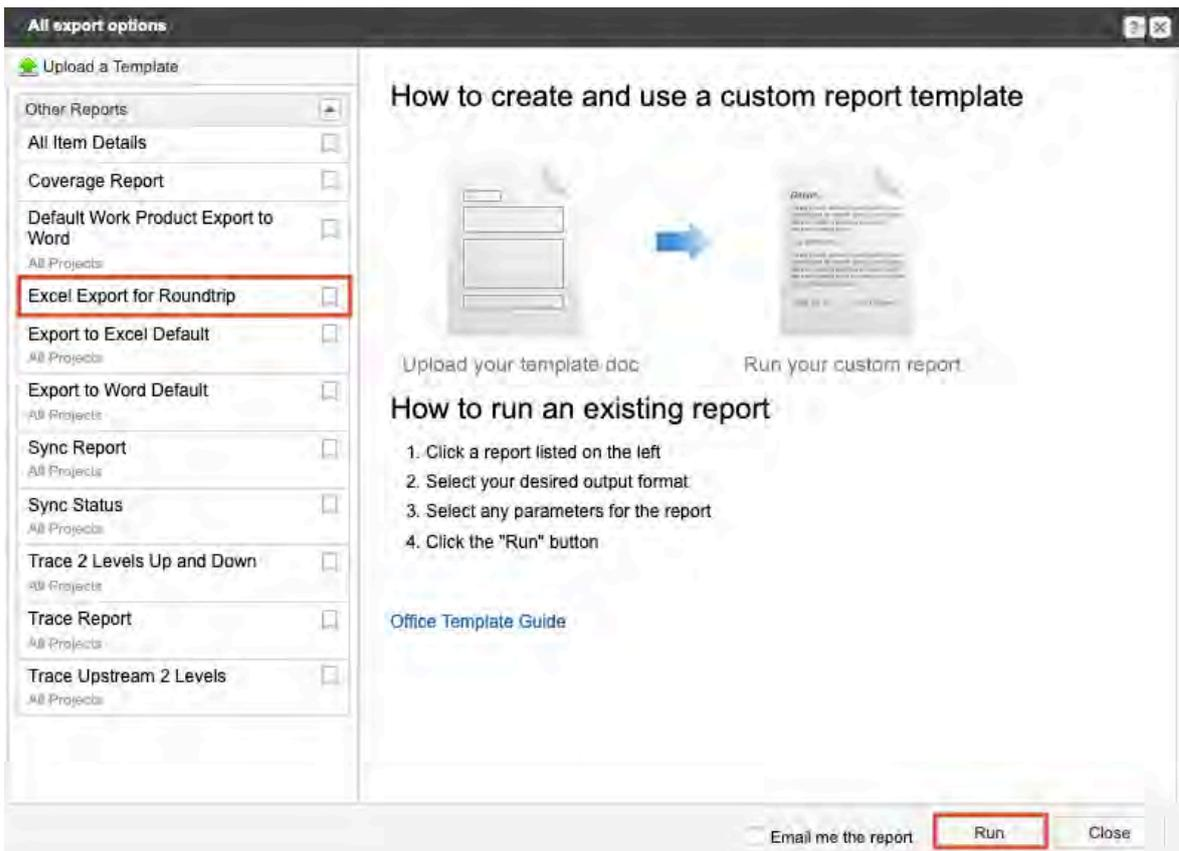 All export options
Upload a Template
Other Reports
All Item Details
Coverage Report
Default Work Product Export to
Word
All Projects
Excel Export for Roundtrip
Export to Excel Default
All Projects
Export to Word Default
All Projects
Sync Report
All Projects
Sync Status
All Projects
Trace 2 Levels Up and Down
All Projects
Trace Report
All Projects
Trace Upstream 2 Levels
All Projects
How to create and use a custom report template
Upload your template doc
Run your custom report
How to run an existing report
1. Click a report listed on the left
2. Select your desired output format
3. Select any parameters for the report
4. Click the "Run" button
Office Template Guide
Email me the report
Run
Close